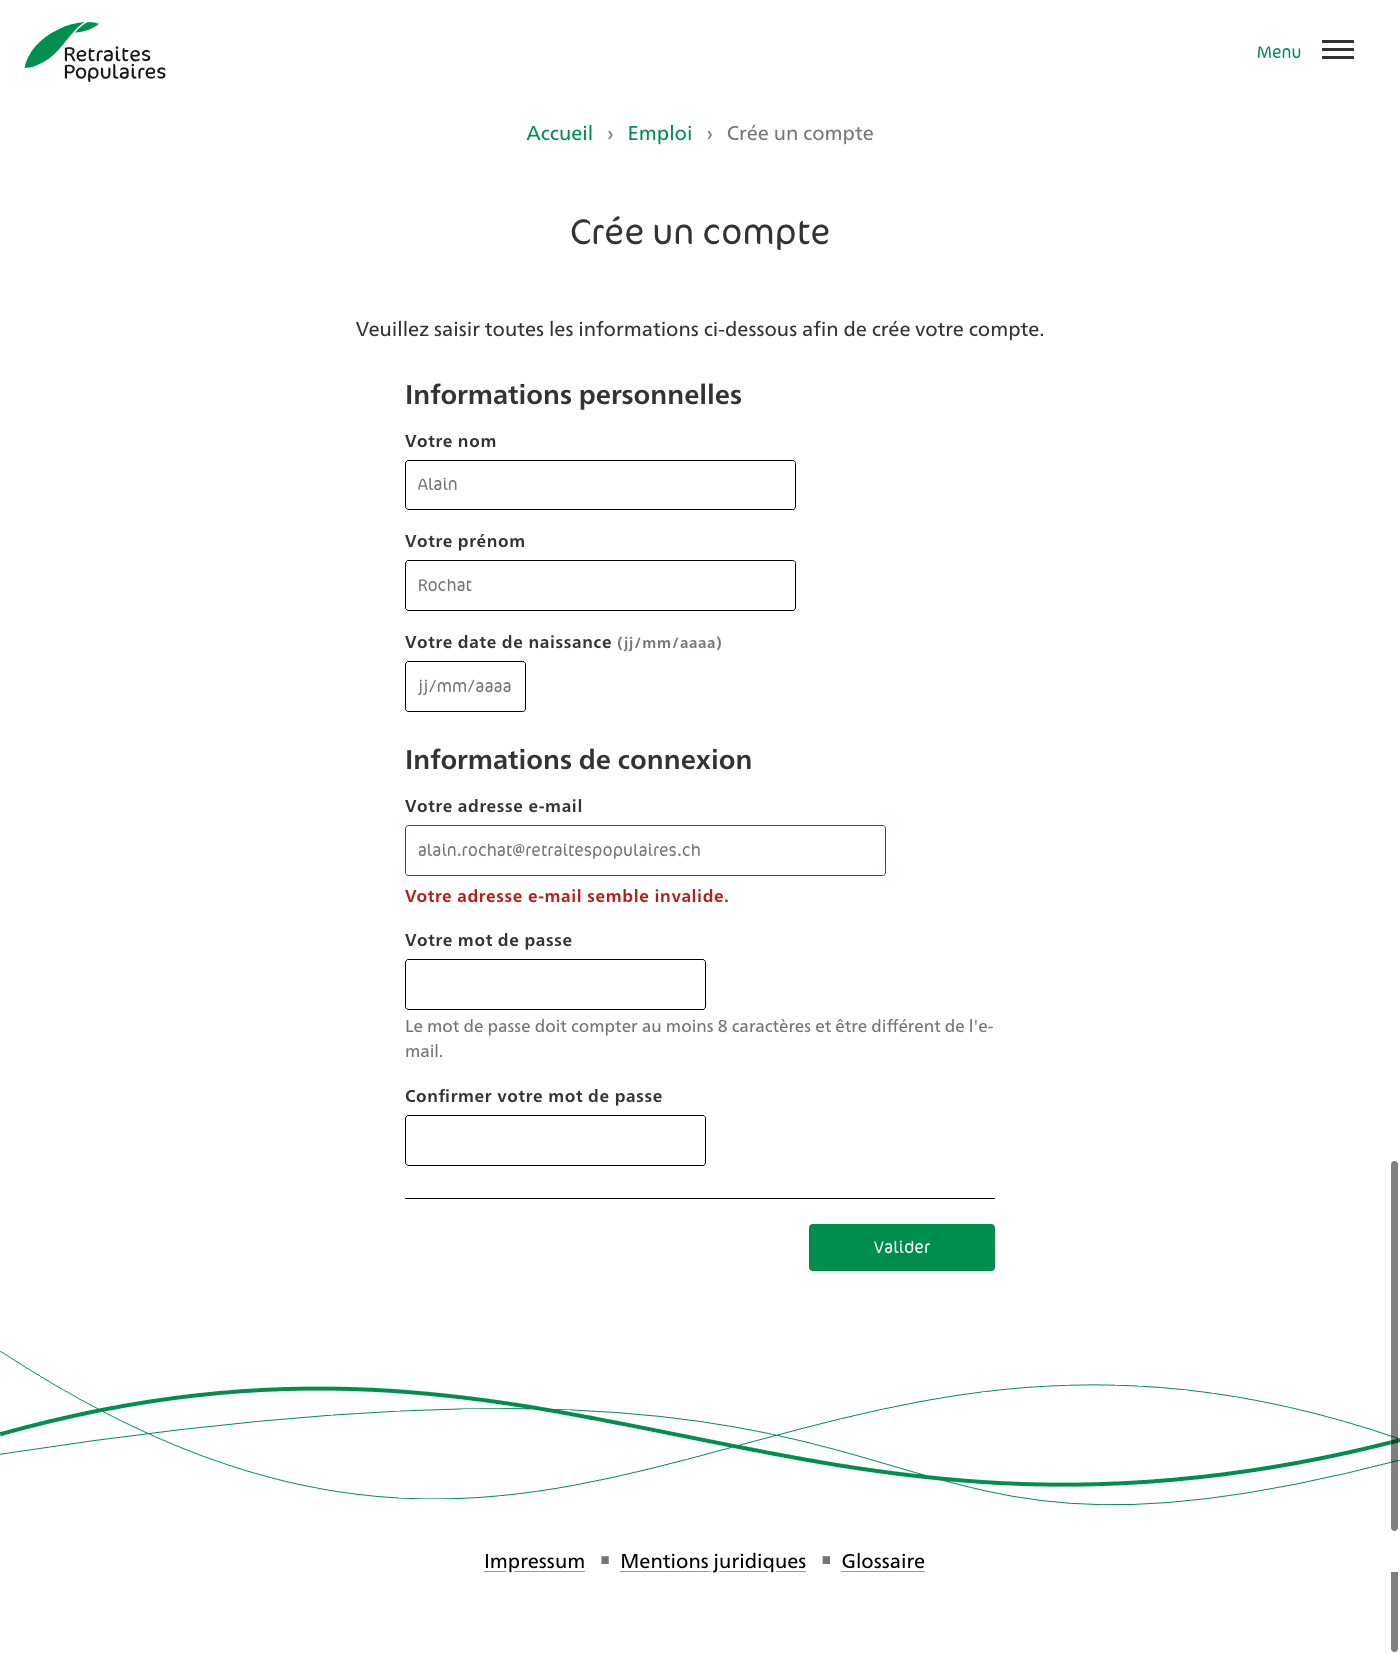 Retraites
Populaires
Menu
Accueil › Emploi › Crée un compte
Crée un compte
Veuillez saisir toutes les informations ci-dessous afin de crée votre compte.
Informations personnelles
Votre nom
Alain
Votre prénom
Rochat
Votre date de naissance (jj/mm/aaaa)
jj/mm/aaaa
Informations de connexion
Votre adresse e-mail
alain.rochat@retraitespopulaires.ch
Votre adresse e-mail semble invalide.
Votre mot de passe
Le mot de passe doit compter au moins 8 caractères et être différent de l'e-
mail.
Confirmer votre mot de passe
Valider
Impressum ▪ Mentions juridiques ▪ Glossaire